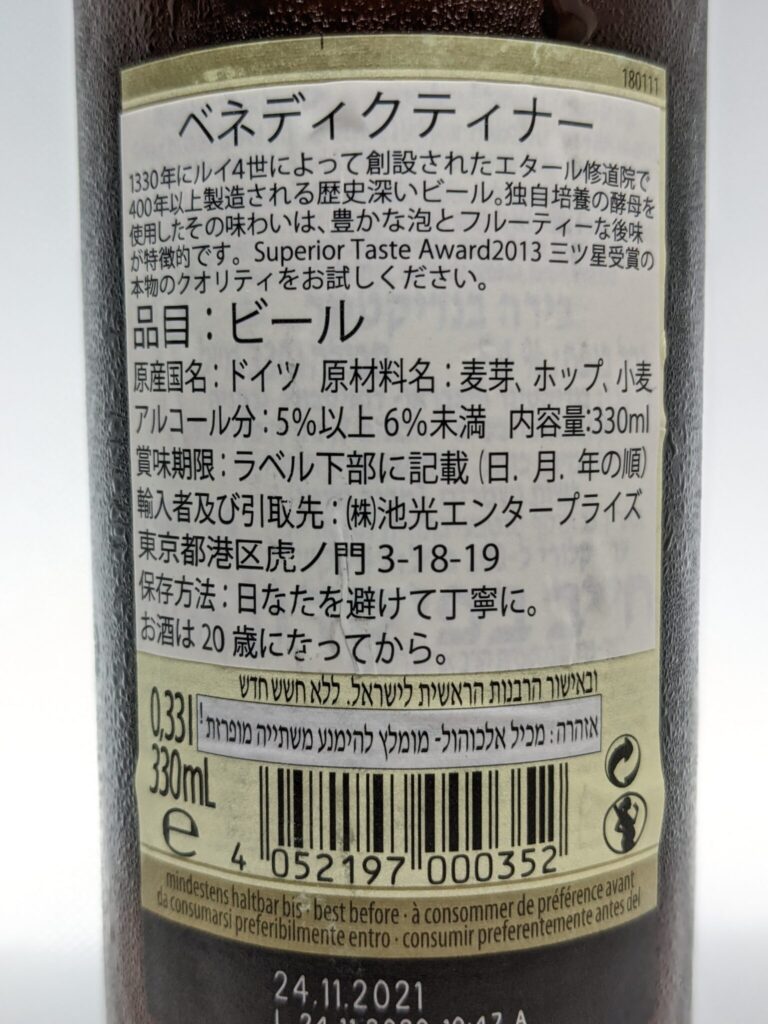 180111
ベネディクティナー
1330年にルイ4世によって創設されたエタール修道院で
400年以上製造される歴史深いビール。独自培養の酵母を
使用したその味わいは、豊かな泡とフルーティーな後味
が特徴的です。Superior Taste Award2013 三ツ星受賞の
本物のクオリティをお試しください。
品目：ビール
原産国名：ドイツ 原材料名：麦芽、ホップ、小麦
アルコール分：5%以上 6%未満 内容量:330ml
賞味期限：ラベル下部に記載 (日. 月. 年の順)
輸入者及び引取先：㈱池光エンタープライズ
東京都港区虎ノ門 3-18-19
保存方法：日なたを避けて丁寧に。
お酒は 20 歳になってから。
ובאישור הרבנות הראשית לישראל. ללא חשש חדש
אזהרה: מכיל אלכוהול- מומלץ להימנע משתייה מופרזת!
0,33l
330mL
e
4 052197 000352
mindestens haltbar bis · best before · à consommer de préférence avant
da consumarsi preferibilmente entro · consumir preferentemente antes del
24.11.2021